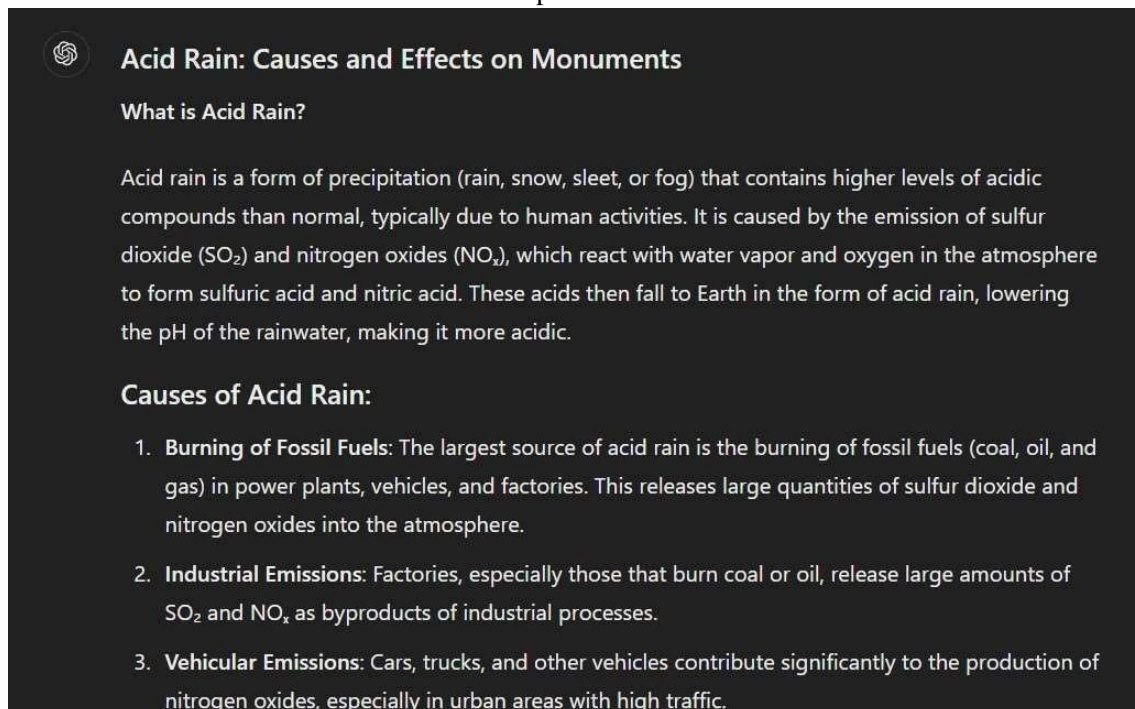 Acid Rain: Causes and Effects on Monuments
What is Acid Rain?
Acid rain is a form of precipitation (rain, snow, sleet, or fog) that contains higher levels of acidic
compounds than normal, typically due to human activities. It is caused by the emission of sulfur
dioxide (SO₂) and nitrogen oxides (NOₓ), which react with water vapor and oxygen in the atmosphere
to form sulfuric acid and nitric acid. These acids then fall to Earth in the form of acid rain, lowering
the pH of the rainwater, making it more acidic.
Causes of Acid Rain:
1. Burning of Fossil Fuels: The largest source of acid rain is the burning of fossil fuels (coal, oil, and
gas) in power plants, vehicles, and factories. This releases large quantities of sulfur dioxide and
nitrogen oxides into the atmosphere.
2. Industrial Emissions: Factories, especially those that burn coal or oil, release large amounts of
SO₂ and NOₓ as byproducts of industrial processes.
3. Vehicular Emissions: Cars, trucks, and other vehicles contribute significantly to the production of
nitrogen oxides, especially in urban areas with high traffic.